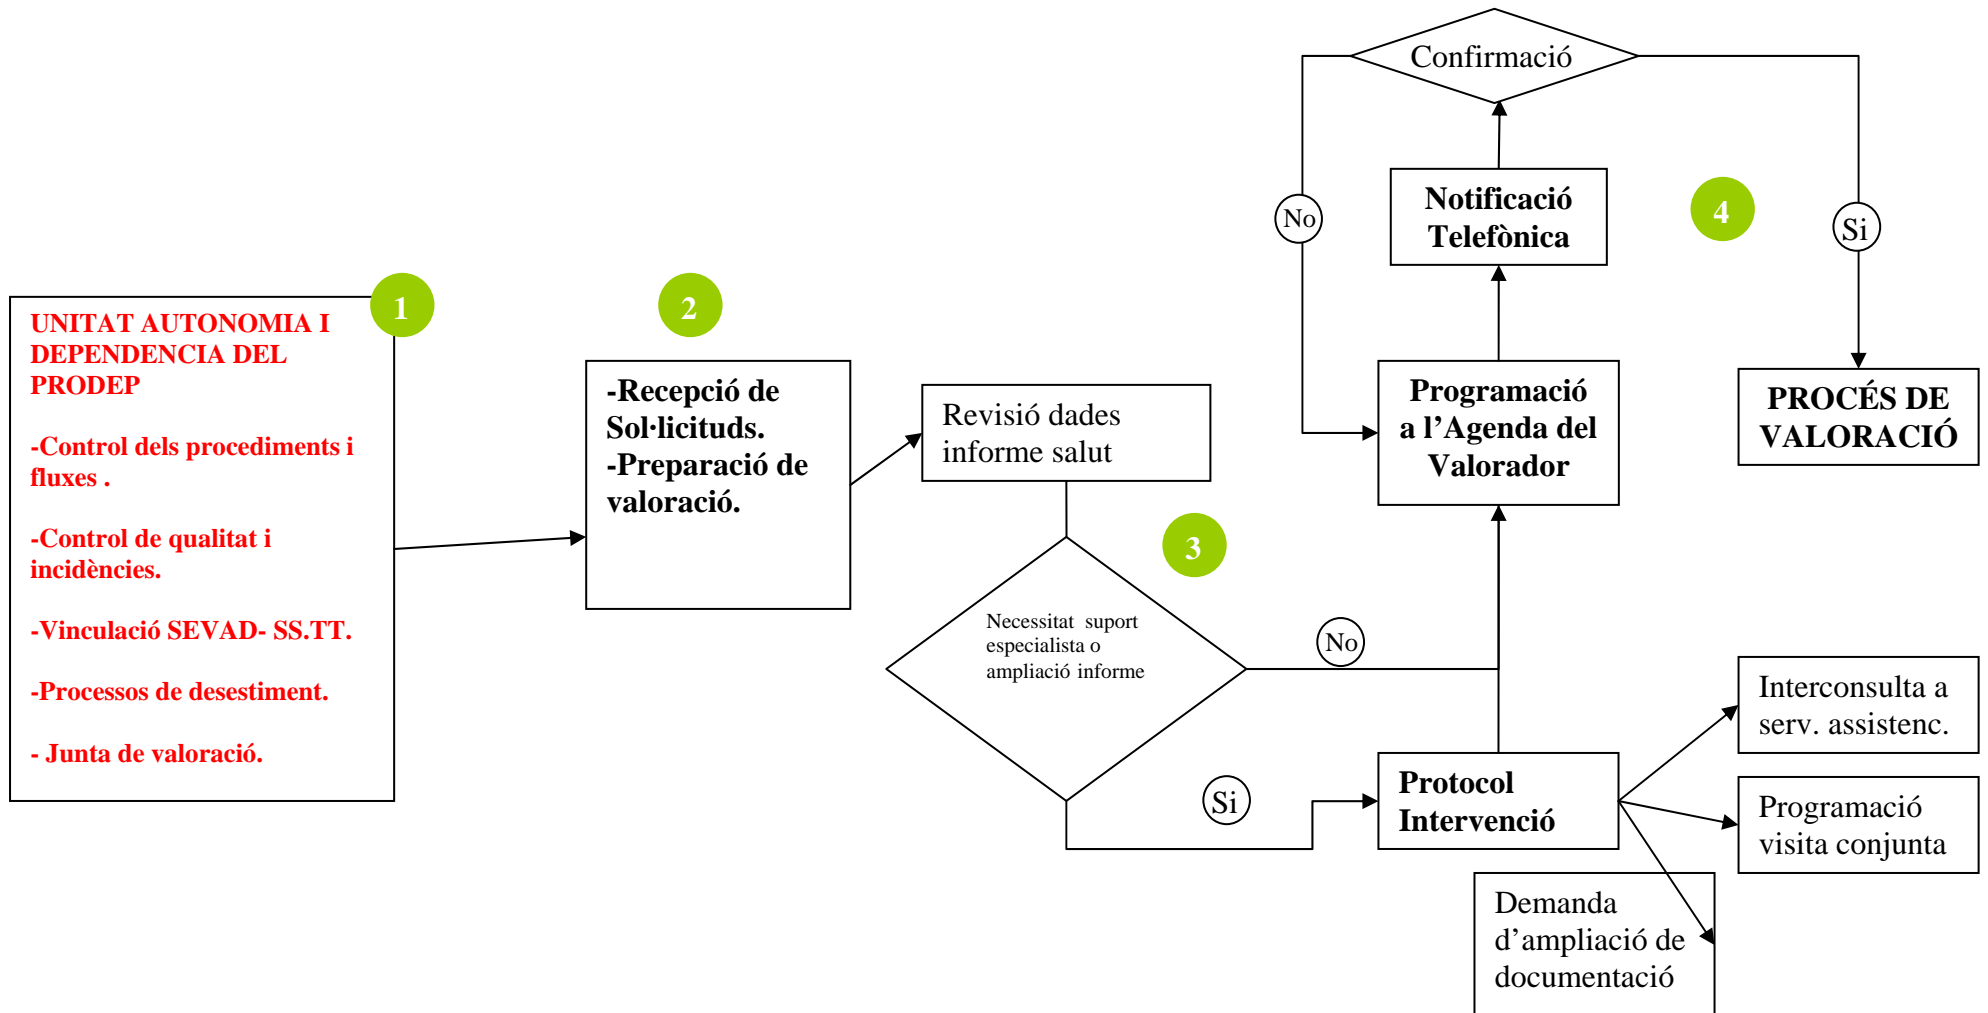 1
UNITAT AUTONOMIA I
DEPENDENCIA DEL
PRODEP
-Control dels procediments i
fluxes .
-Control de qualitat i
incidències.
-Vinculació SEVAD- SS.TT.
-Processos de desestiment.
- Junta de valoració.
2
-Recepció de
Sol·licituds.
-Preparació de
valoració.
Revisió dades
informe salut
3
Necessitat suport
especialista o
ampliació informe
No
Si
Protocol
Intervenció
Interconsulta a
serv. assistenc.
Programació
visita conjunta
Demanda
d’ampliació de
documentació
Programació
a l’Agenda del
Valorador
Notificació
Telefònica
4
Confirmació
No
Si
PROCÉS DE
VALORACIÓ